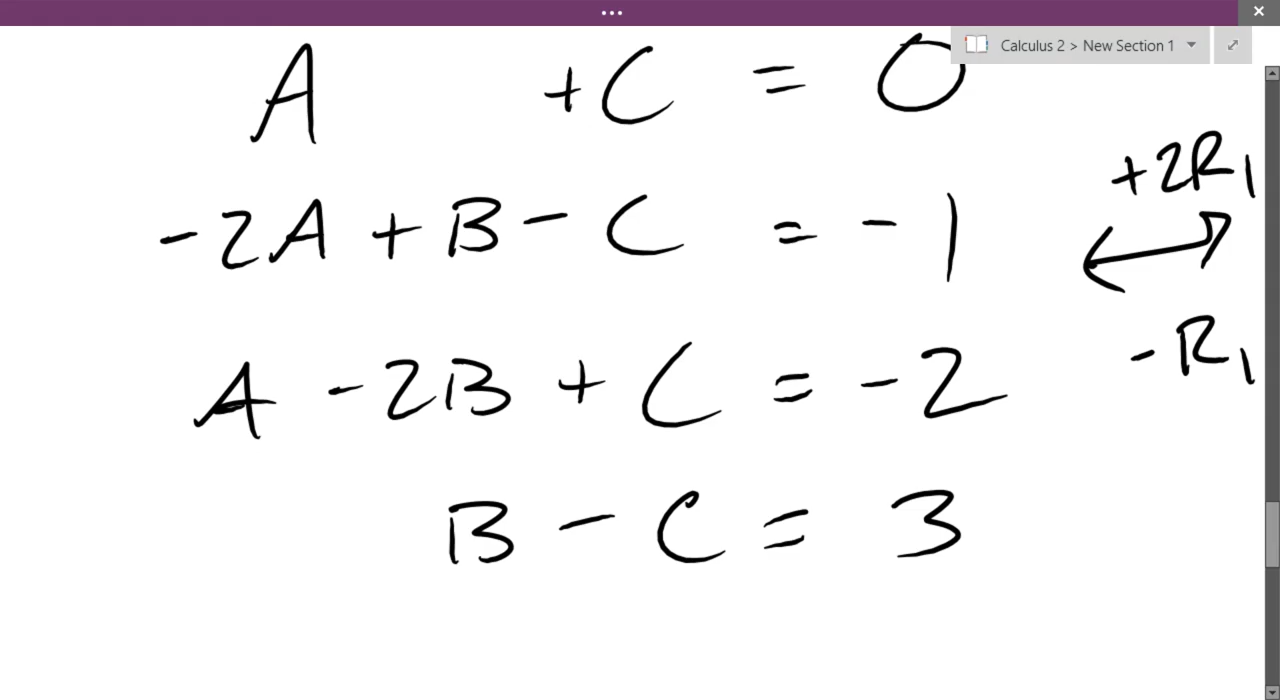 Calculus 2 > New Section 1
A +C = 0
+2R1
-2A + B - C = -1
-R1
A -2B + C = -2
B - C = 3